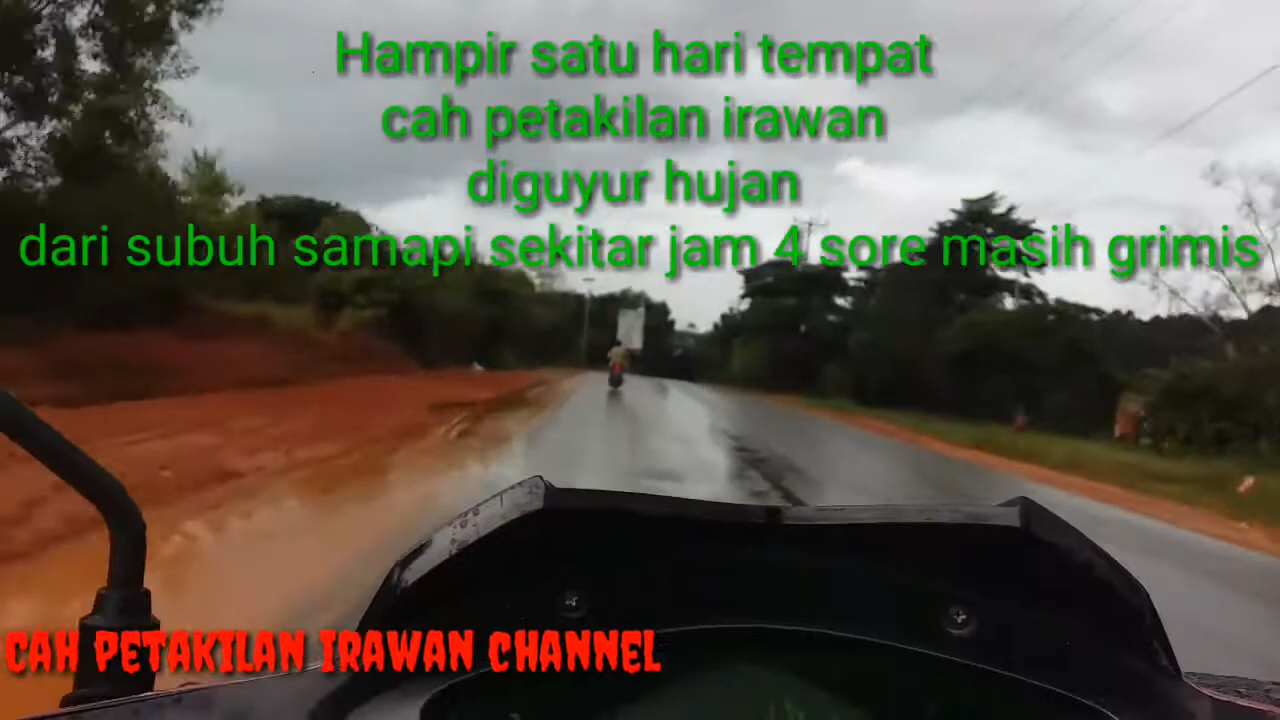 Hampir satu hari tempat
cah petakilan irawan
diguyur hujan
dari subuh samapi sekitar jam 4 sore masih grimis
CAH PETAKILAN IRAWAN CHANNEL